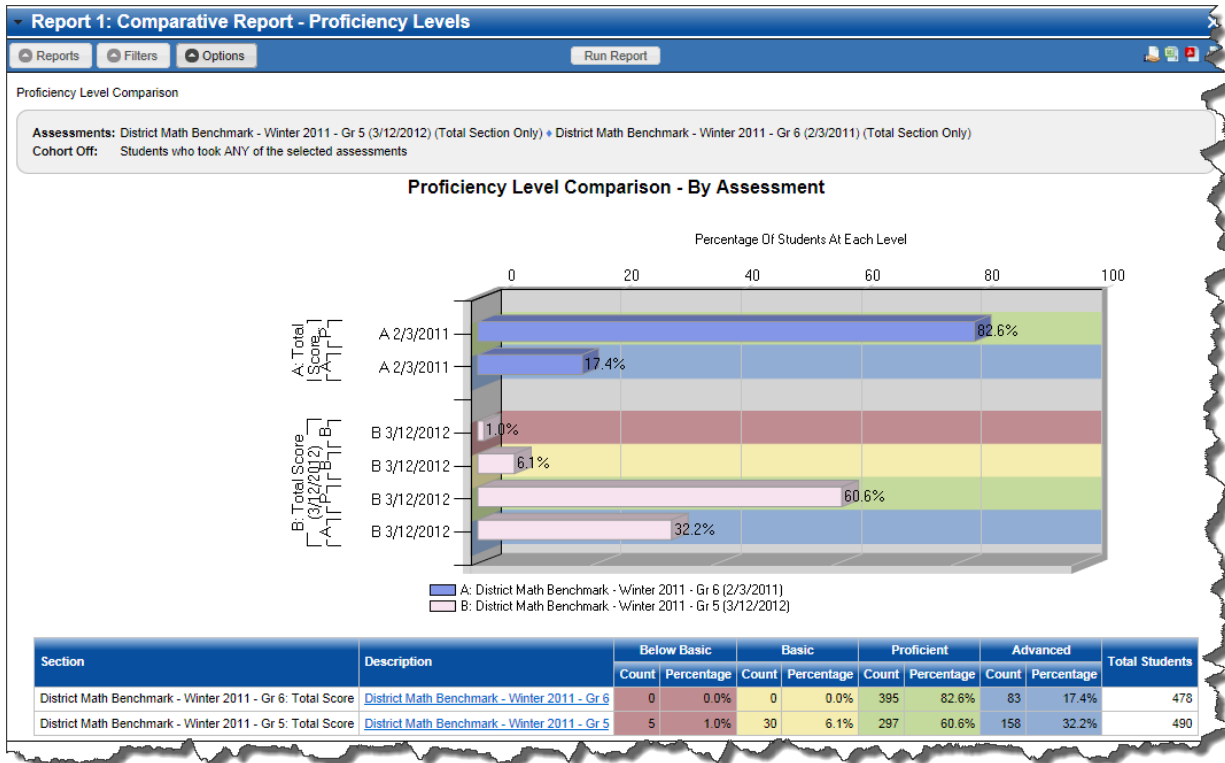 Report 1: Comparative Report - Proficiency Levels
Reports Filters Options Run Report
Proficiency Level Comparison
Assessments: District Math Benchmark - Winter 2011 - Gr 5 (3/12/2012) (Total Section Only) ♦ District Math Benchmark - Winter 2011 - Gr 6 (2/3/2011) (Total Section Only)
Cohort Off: Students who took ANY of the selected assessments
Proficiency Level Comparison - By Assessment
Percentage Of Students At Each Level
0 20 40 60 80 100
A: Total
Score
P
A
A 2/3/2011 82.6%
A 2/3/2011 17.4%
B: Total Score
(3/12/2012)
B
B
P
A
B 3/12/2012 1.0%
B 3/12/2012 6.1%
B 3/12/2012 60.6%
B 3/12/2012 32.2%
A: District Math Benchmark - Winter 2011 - Gr 6 (2/3/2011)
B: District Math Benchmark - Winter 2011 - Gr 5 (3/12/2012)
Section Description Below Basic Basic Proficient Advanced Total Students
Count Percentage Count Percentage Count Percentage Count Percentage
District Math Benchmark - Winter 2011 - Gr 6: Total Score District Math Benchmark - Winter 2011 - Gr 6 0 0.0% 0 0.0% 395 82.6% 83 17.4% 478
District Math Benchmark - Winter 2011 - Gr 5: Total Score District Math Benchmark - Winter 2011 - Gr 5 5 1.0% 30 6.1% 297 60.6% 158 32.2% 490